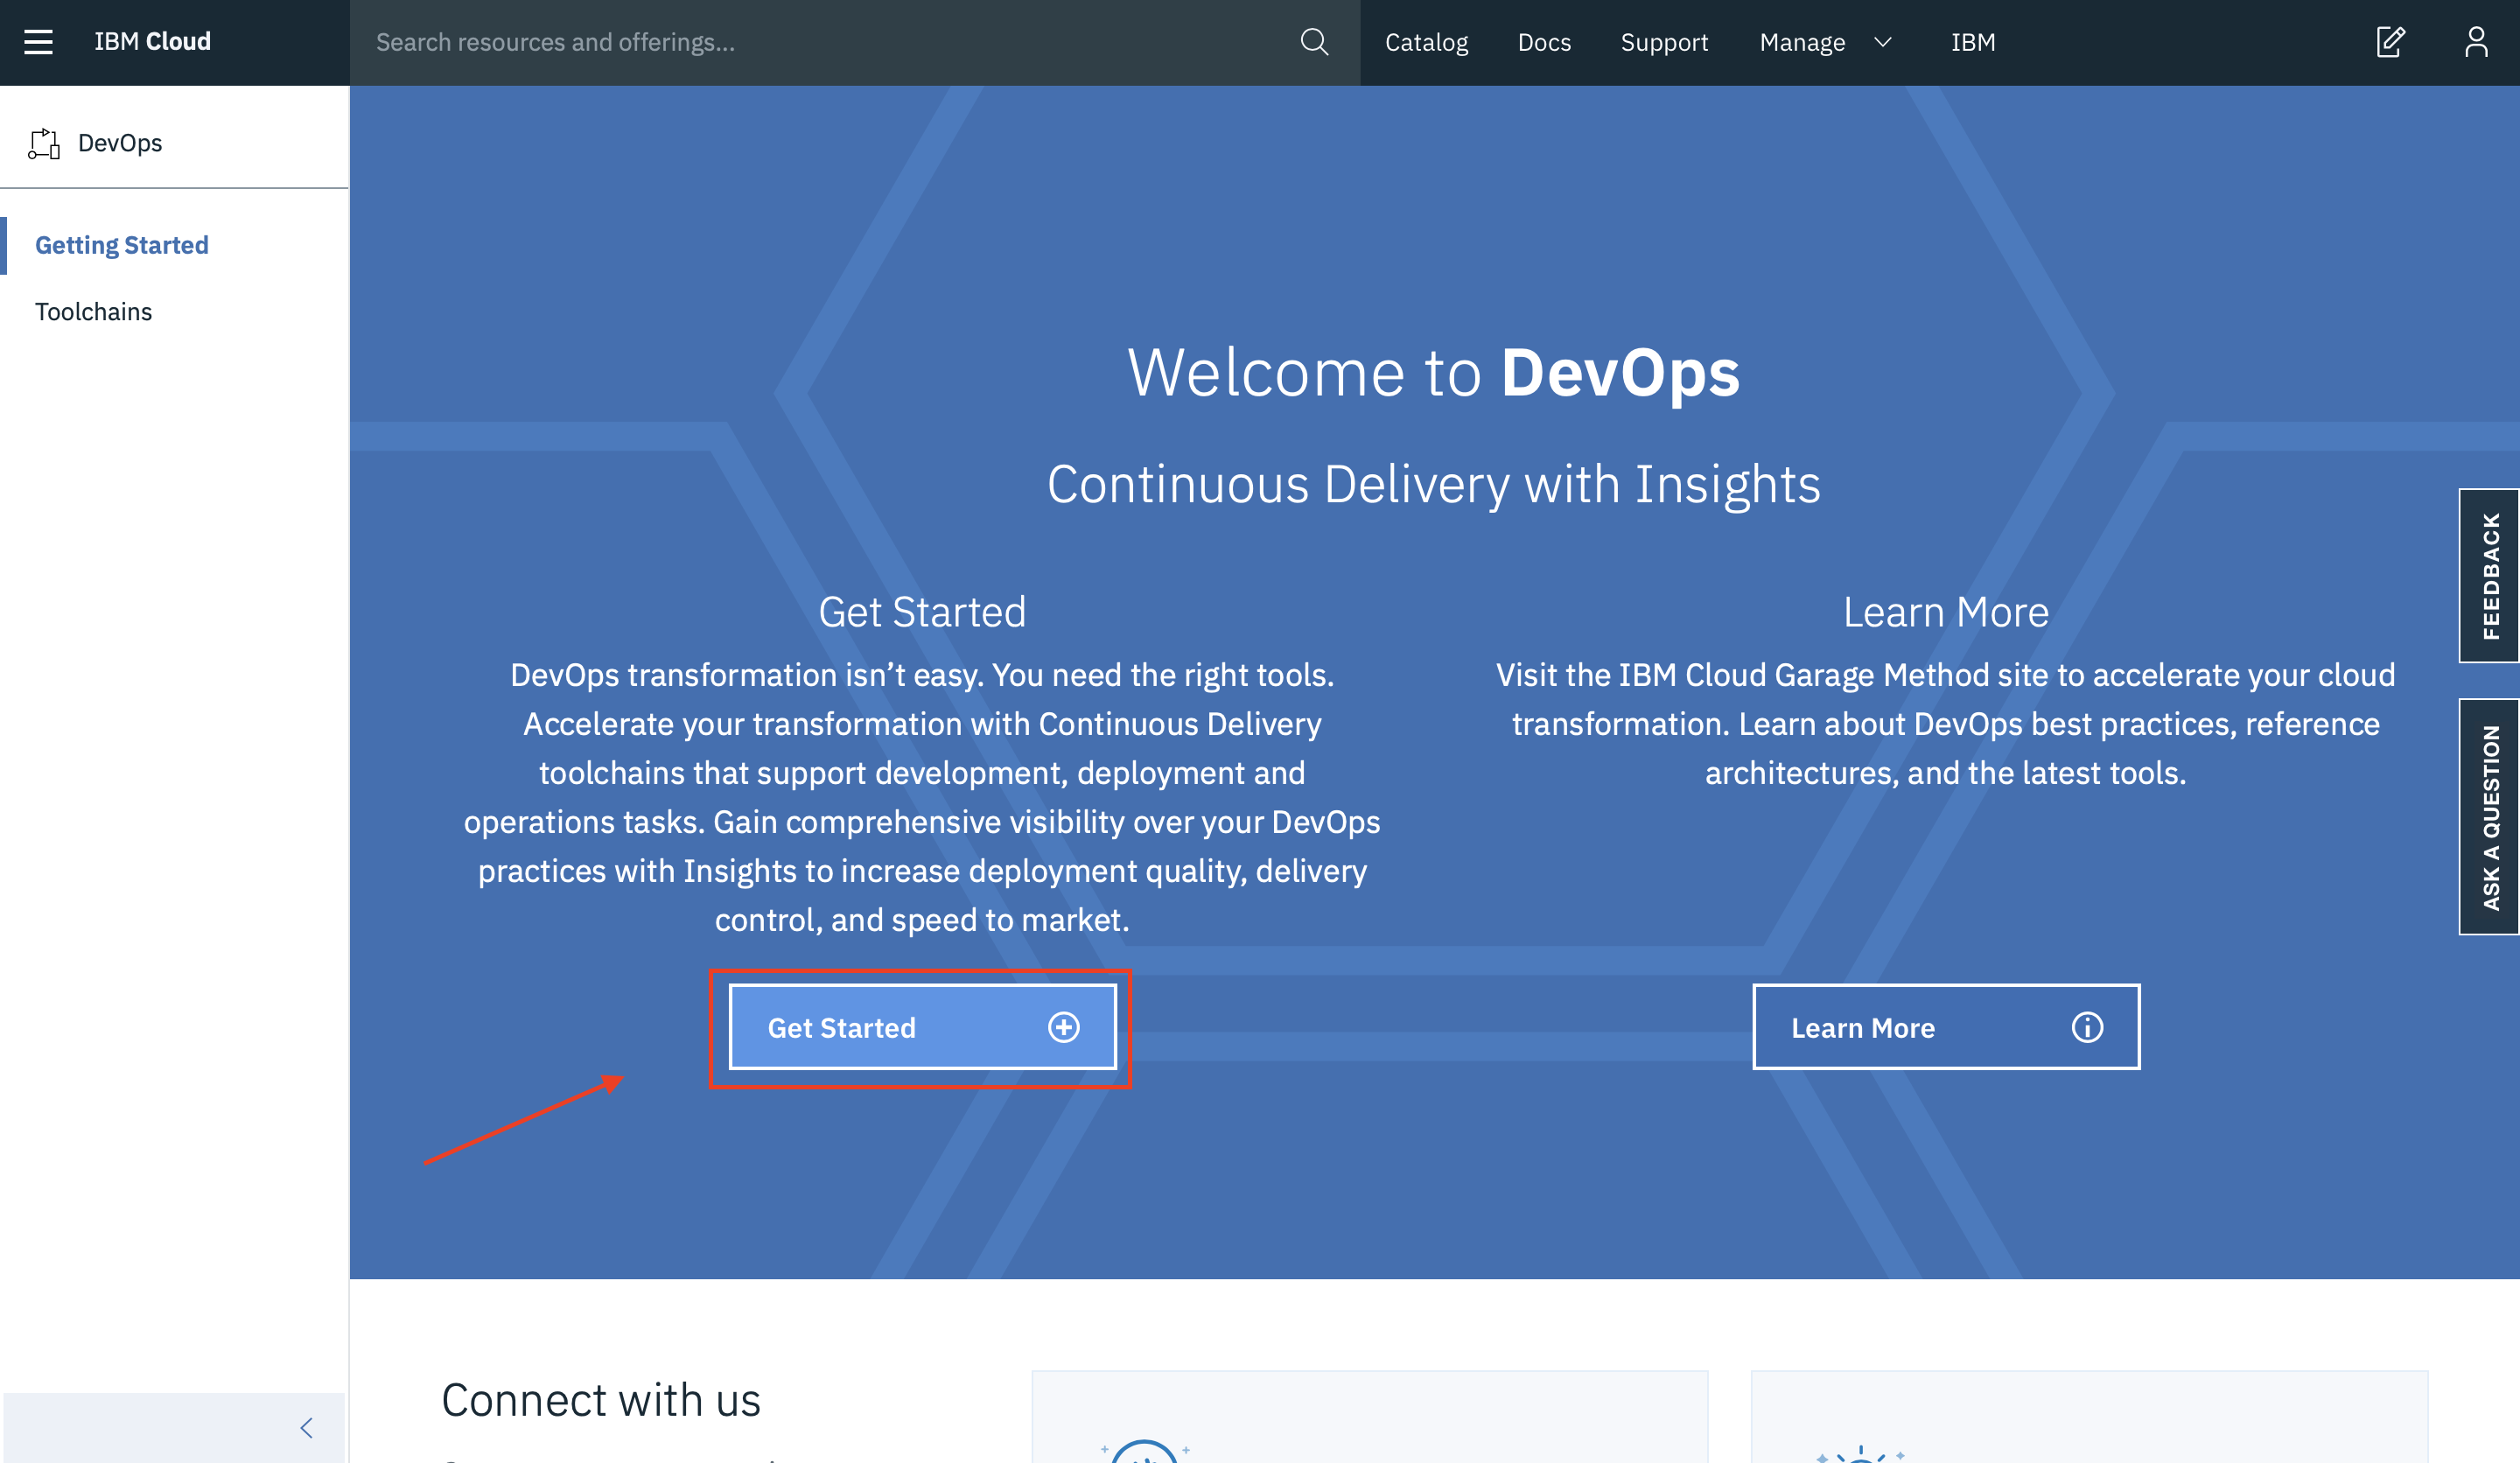 IBM Cloud
Search resources and offerings...
Catalog
Docs
Support
Manage
IBM
DevOps
Getting Started
Toolchains
Welcome to DevOps
Continuous Delivery with Insights
Get Started
DevOps transformation isn’t easy. You need the right tools.
Accelerate your transformation with Continuous Delivery
toolchains that support development, deployment and
operations tasks. Gain comprehensive visibility over your DevOps
practices with Insights to increase deployment quality, delivery
control, and speed to market.
Get Started
Learn More
Visit the IBM Cloud Garage Method site to accelerate your cloud
transformation. Learn about DevOps best practices, reference
architectures, and the latest tools.
Learn More
FEEDBACK
ASK A QUESTION
Connect with us